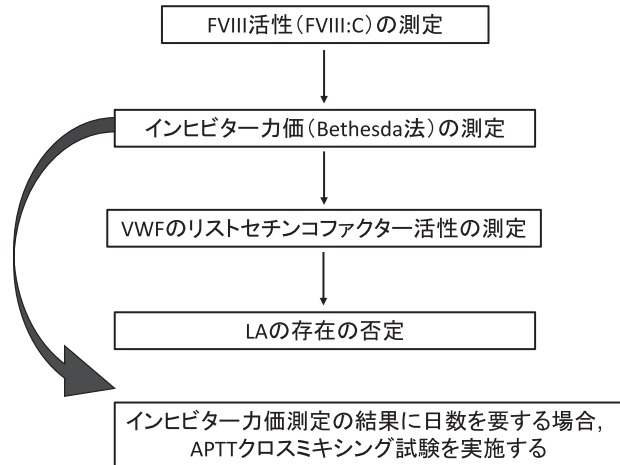 FVIII活性(FVIII:C)の測定
インヒビター力価(Bethesda法)の測定
VWFのリストセチンコファクター活性の測定
LAの存在の否定
インヒビター力価測定の結果に日数を要する場合,
APTTクロスミキシング試験を実施する